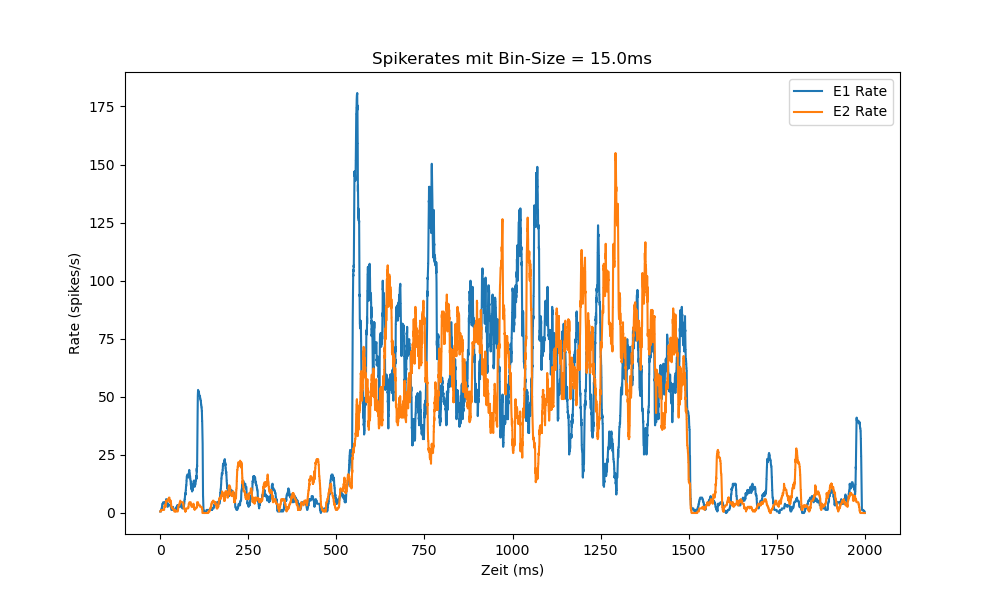 Spikerates mit Bin-Size = 15.0ms
E1 Rate
E2 Rate
175
150
125
100
75
50
25
0
Rate (spikes/s)
0 250 500 750 1000 1250 1500 1750 2000
Zeit (ms)